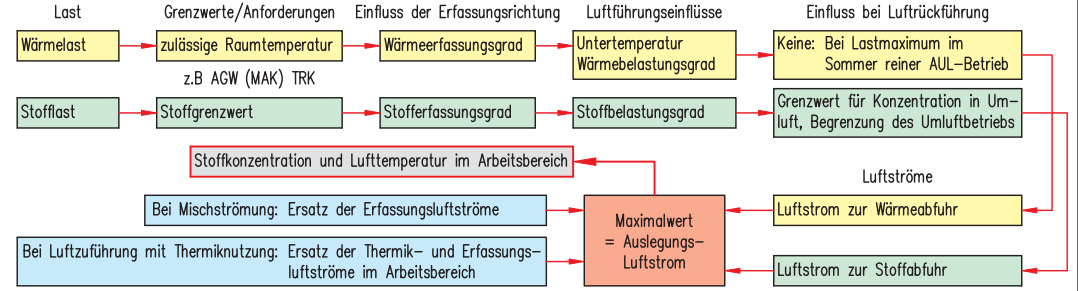 Last
Grenzwerte/Anforderungen
Einfluss der Erfassungsrichtung
Luftführungseinflüsse
Einfluss bei Luftrückführung
Wärmelast
zulässige Raumtemperatur
Wärmeerfassungsgrad
Untertemperatur
Wärmebelastungsgrad
Keine: Bei Lastmaximum im
Sommer reiner AUL-Betrieb
z.B AGW (MAK) TRK
Stofflast
Stoffgrenzwert
Stofferfassungsgrad
Stoffbelastungsgrad
Grenzwert für Konzentration in Um-
luft, Begrenzung des Umluftbetriebs
Stoffkonzentration und Lufttemperatur im Arbeitsbereich
Luftströme
Bei Mischströmung: Ersatz der Erfassungsluftströme
Maximalwert
= Auslegungs-
Luftstrom
Luftstrom zur Wärmeabfuhr
Bei Luftzuführung mit Thermiknutzung: Ersatz der Thermik- und Erfassungs-
luftströme im Arbeitsbereich
Luftstrom zur Stoffabfuhr